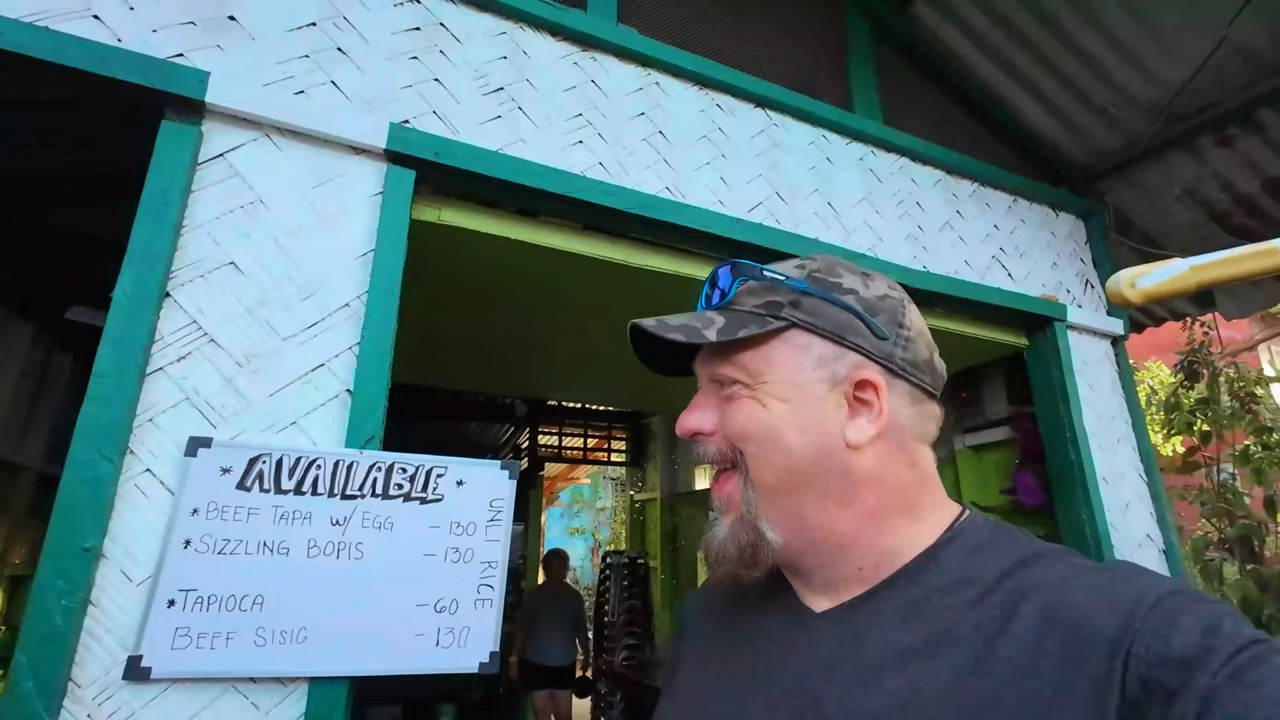 * AVAILABLE *
* BEEF TAPA W/ EGG - 130
* SIZZLING BOPIS - 130
* TAPIOCA - 60
BEEF SISIG - 130
UNLI RICE